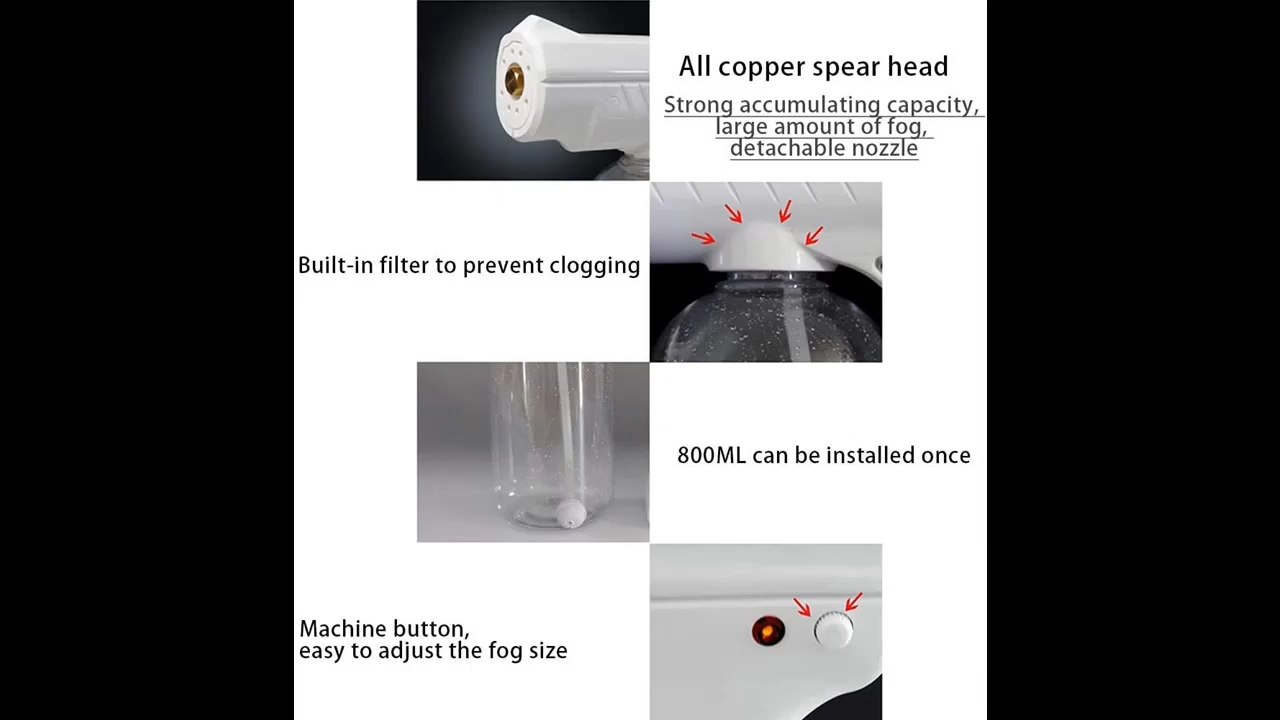 All copper spear head
Strong accumulating capacity,
large amount of fog,
detachable nozzle
Built-in filter to prevent clogging
800ML can be installed once
Machine button,
easy to adjust the fog size